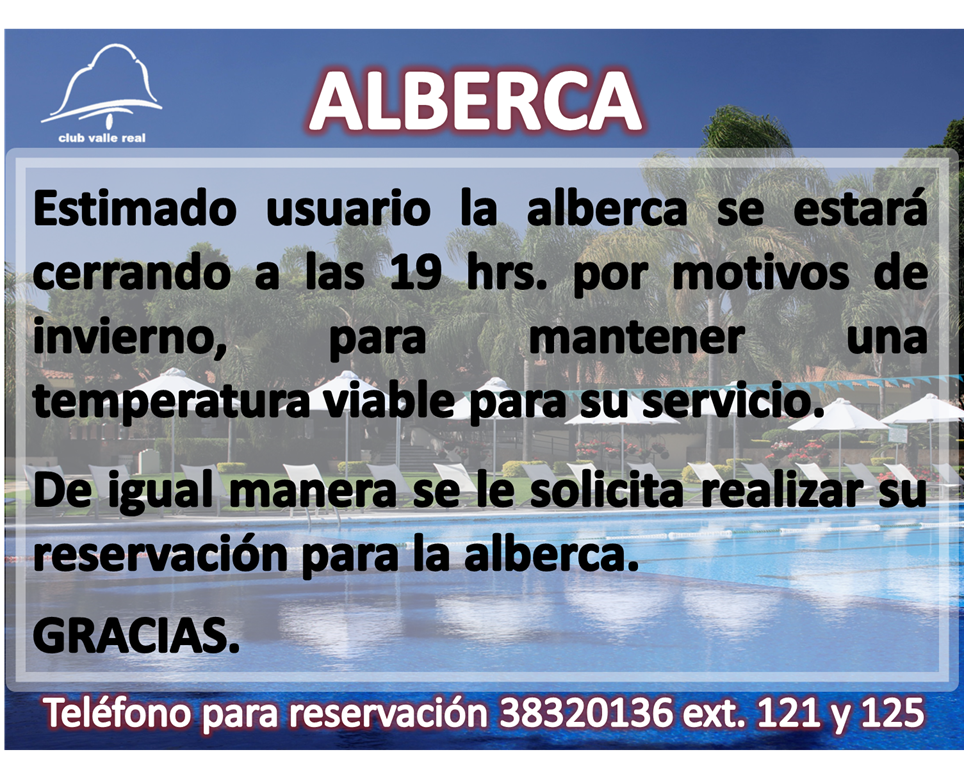 club valle real
ALBERCA
Estimado usuario la alberca se estará
cerrando a las 19 hrs. por motivos de
invierno, para mantener una
temperatura viable para su servicio.
De igual manera se le solicita realizar su
reservación para la alberca.
GRACIAS.
Teléfono para reservación 38320136 ext. 121 y 125